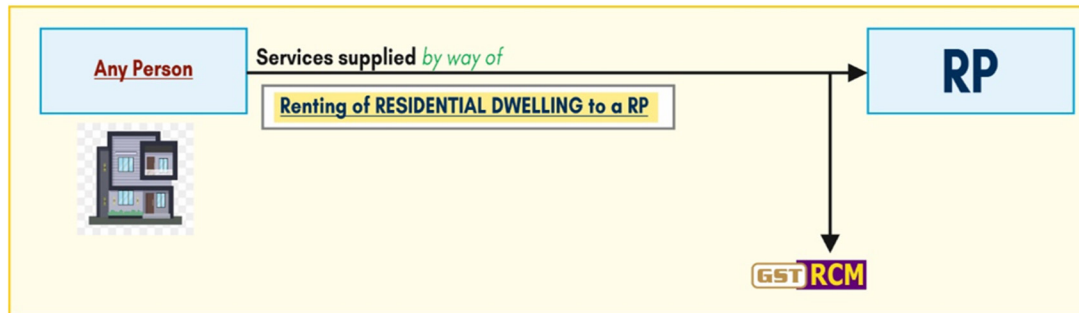 Any Person
Services supplied by way of
RP
Renting of RESIDENTIAL DWELLING to a RP
GST RCM